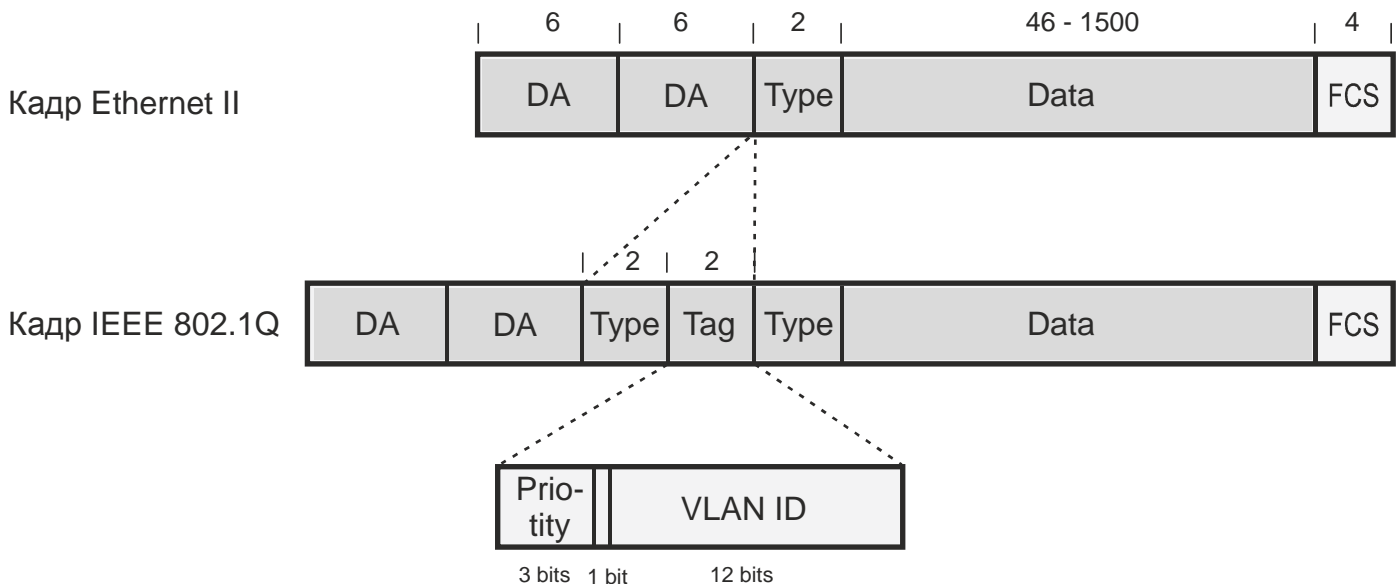 6 6 2 46 - 1500 4
Кадр Ethernet II DA DA Type Data FCS
2 2
Кадр IEEE 802.1Q DA DA Type Tag Type Data FCS
Prio-
tity
VLAN ID
3 bits 1 bit 12 bits